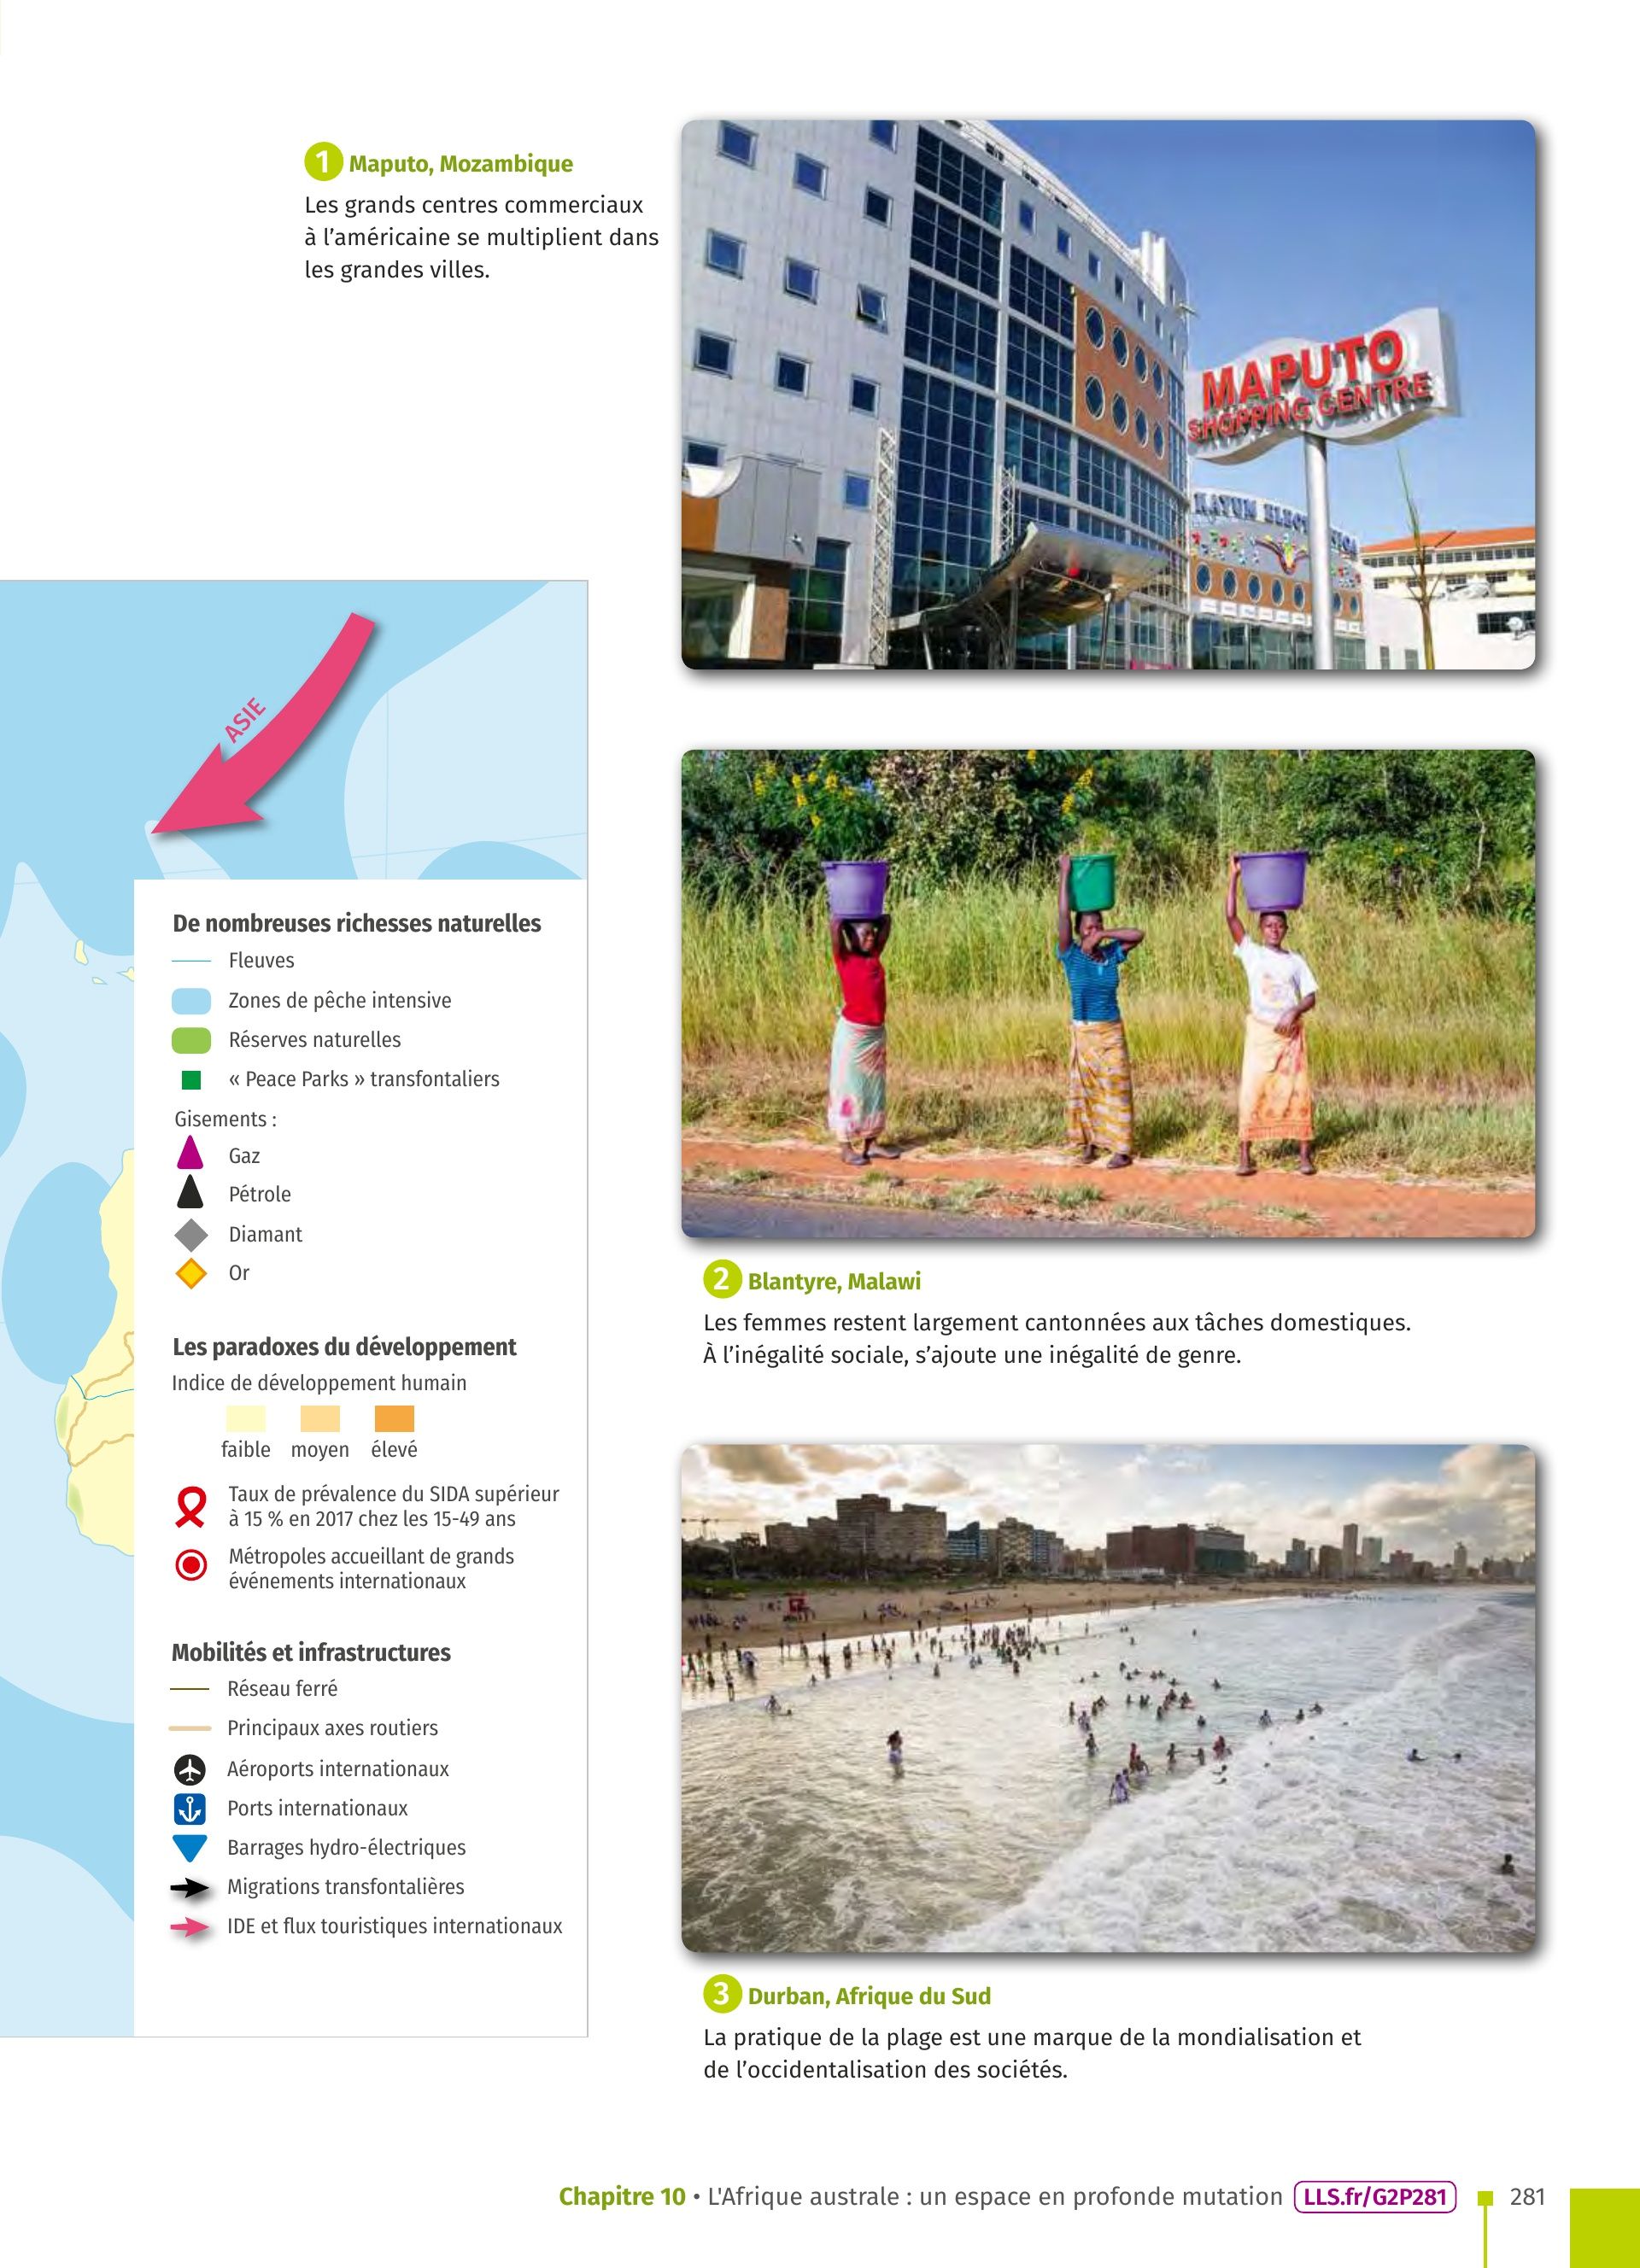 1 Maputo, Mozambique
Les grands centres commerciaux
à l'américaine se multiplient dans
les grandes villes.
MAPUTO
SHOPPING CENTRE
ASIE
De nombreuses richesses naturelles
Fleuves
Zones de pêche intensive
Réserves naturelles
« Peace Parks » transfontaliers
Gisements :
Gaz
Pétrole
Diamant
Or
Les paradoxes du développement
Indice de développement humain
faible moyen élevé
Taux de prévalence du SIDA supérieur
à 15 % en 2017 chez les 15-49 ans
Métropoles accueillant de grands
événements internationaux
Mobilités et infrastructures
Réseau ferré
Principaux axes routiers
Aéroports internationaux
Ports internationaux
Barrages hydro-électriques
Migrations transfontalières
IDE et flux touristiques internationaux
2 Blantyre, Malawi
Les femmes restent largement cantonnées aux tâches domestiques.
À l'inégalité sociale, s'ajoute une inégalité de genre.
3 Durban, Afrique du Sud
La pratique de la plage est une marque de la mondialisation et
de l'occidentalisation des sociétés.
Chapitre 10 • L'Afrique australe : un espace en profonde mutation LLS.fr/G2P281 281